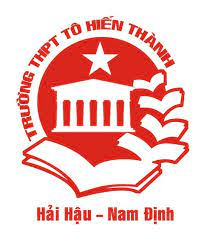 TRƯỜNG THPT TÔ HIẾN THÀNH
Hải Hậu - Nam Định